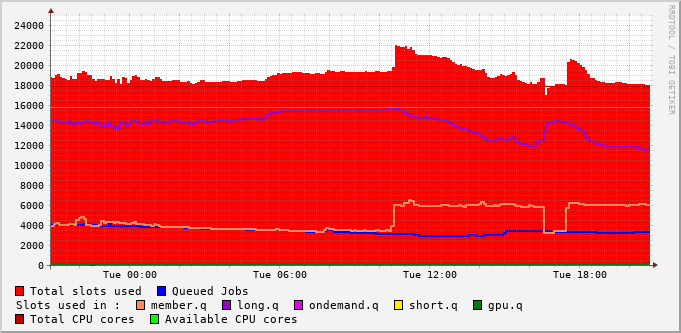 RRDTOOL / TOBI OETIKER
24000
22000
20000
18000
16000
14000
12000
10000
8000
6000
4000
2000
0
Tue 00:00 Tue 06:00 Tue 12:00 Tue 18:00
Total slots used Queued Jobs
Slots used in : member.q long.q ondemand.q short.q gpu.q
Total CPU cores Available CPU cores